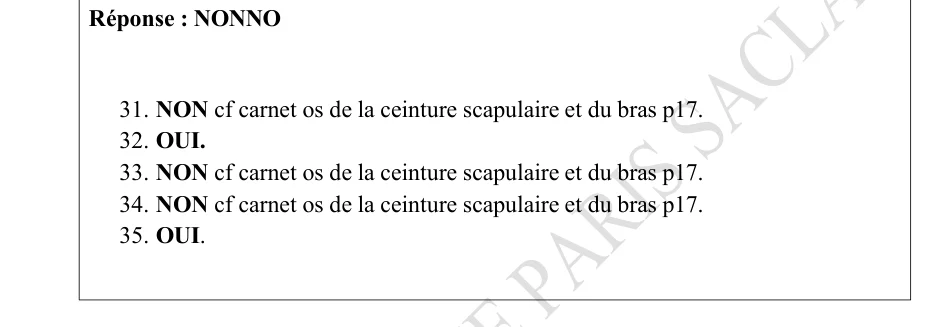 Réponse : NONNO
31. NON cf carnet os de la ceinture scapulaire et du bras p17.
32. OUI.
33. NON cf carnet os de la ceinture scapulaire et du bras p17.
34. NON cf carnet os de la ceinture scapulaire et du bras p17.
35. OUI.
PARIS SACLA